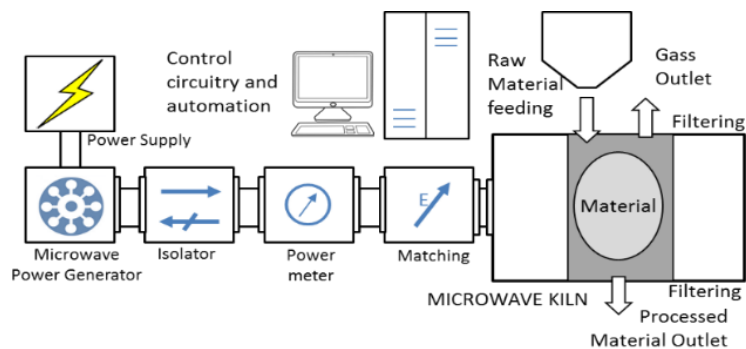 Control
circuitry and
automation
Raw
Material
feeding
Gass
Outlet
Power Supply
Filtering
E
Material
Microwave
Power Generator
Isolator
Power
meter
Matching
MICROWAVE KILN
Filtering
Processed
Material Outlet